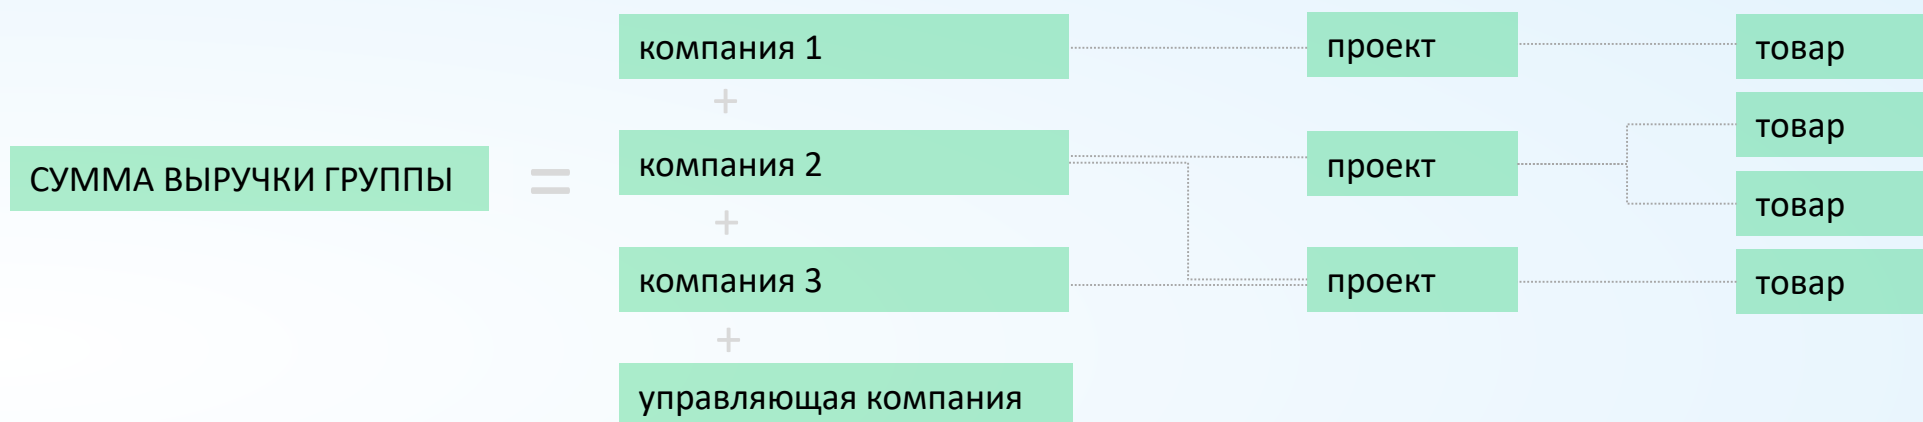 компания 1
проект
товар
+
товар
СУММА ВЫРУЧКИ ГРУППЫ
=
компания 2
проект
товар
+
компания 3
проект
товар
+
управляющая компания